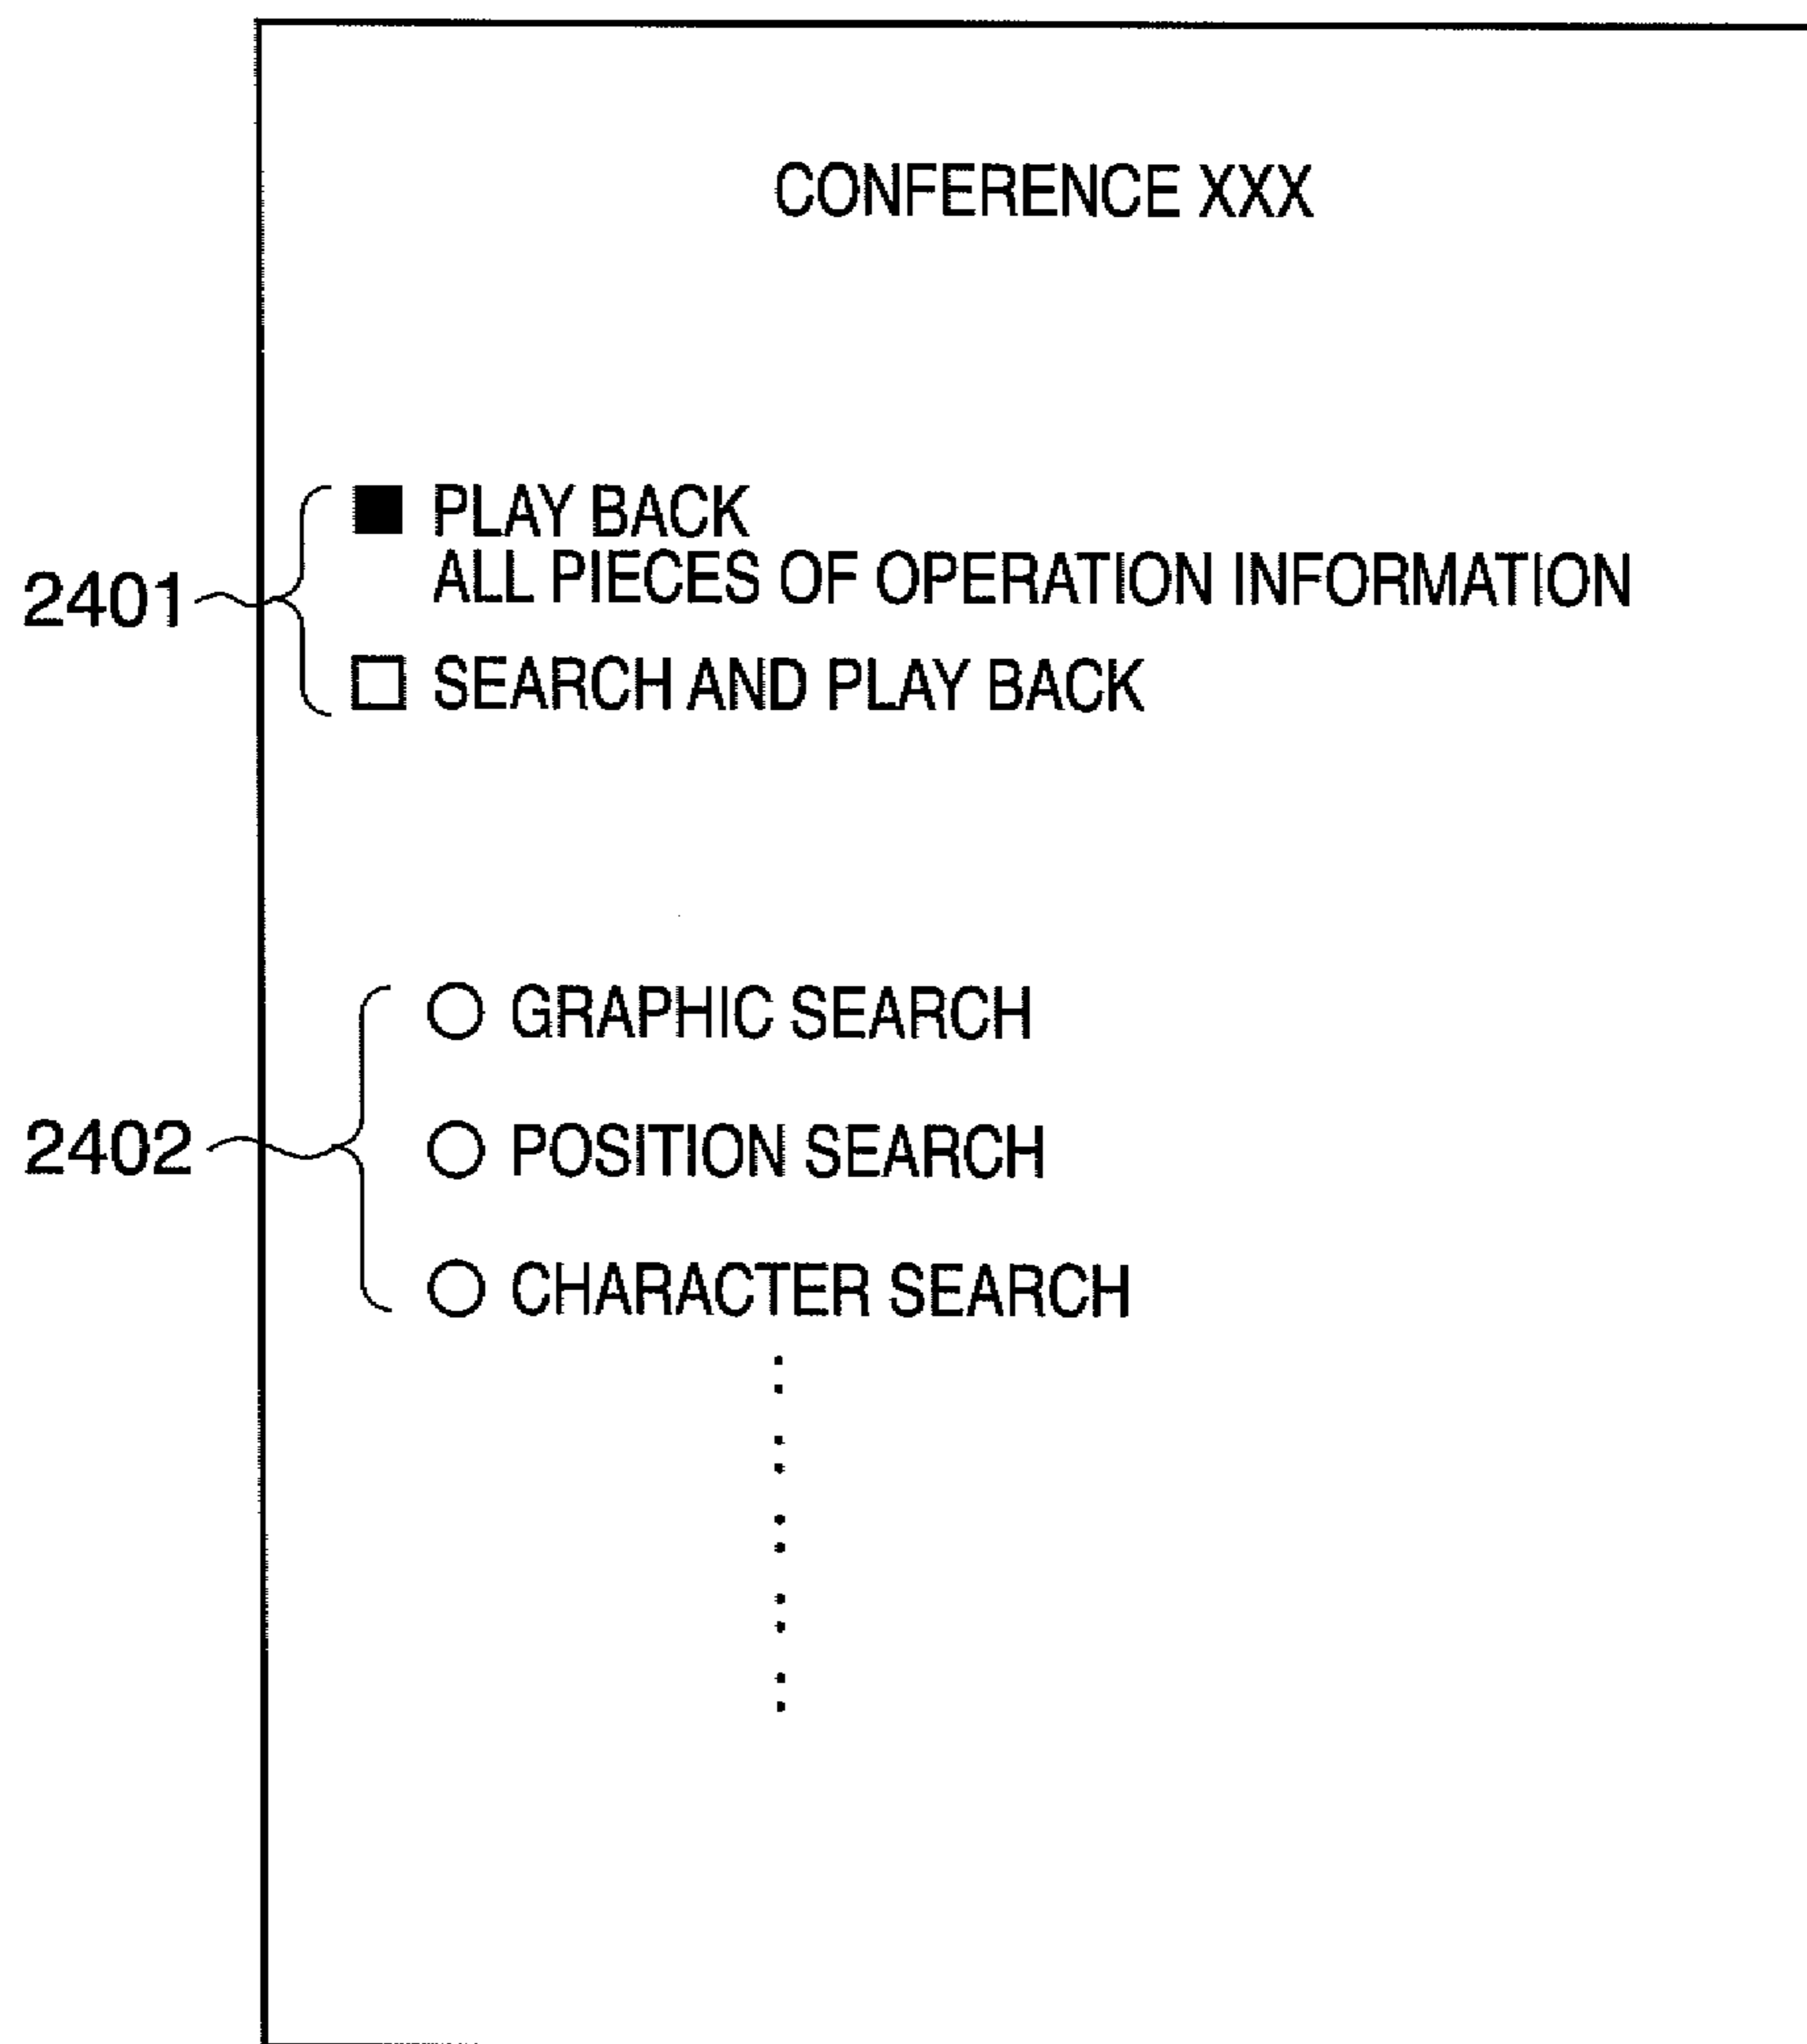 CONFERENCE XXX
PLAY BACK
ALL PIECES OF OPERATION INFORMATION
2401
SEARCH AND PLAY BACK
GRAPHIC SEARCH
2402 POSITION SEARCH
CHARACTER SEARCH